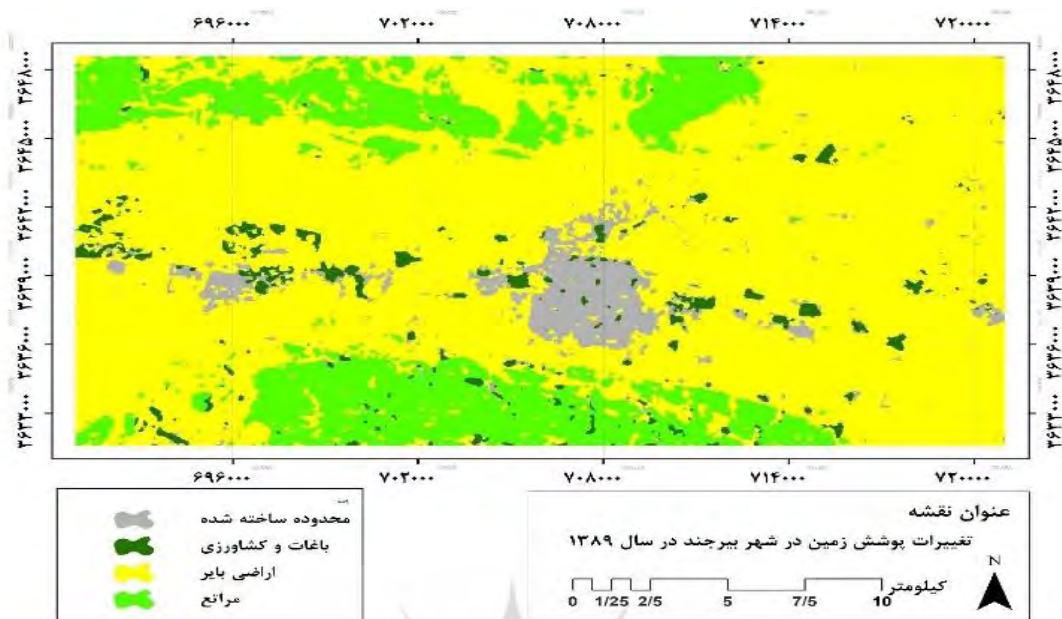 ۶۹۶۰۰۰ ۷۰۲۰۰۰ ۷۰۸۰۰۰ ۷۱۴۰۰۰ ۷۲۰۰۰۰
۳۶۴۸۰۰۰ ۳۶۴۸۰۰۰
۳۶۴۵۰۰۰ ۳۶۴۵۰۰۰
۳۶۴۲۰۰۰ ۳۶۴۲۰۰۰
۳۶۳۹۰۰۰ ۳۶۳۹۰۰۰
۳۶۳۶۰۰۰ ۳۶۳۶۰۰۰
۳۶۳۳۰۰۰ ۳۶۳۳۰۰۰
۶۹۶۰۰۰ ۷۰۲۰۰۰ ۷۰۸۰۰۰ ۷۱۴۰۰۰ ۷۲۰۰۰۰
عنوان نقشه
تغییرات پوشش زمین در شهر بیرجند در سال ۱۳۸۹
N
کیلومتر
0 1/25 2/5 5 7/5 10
محدوده ساخته شده
باغات و کشاورزی
اراضی بایر
مراتع